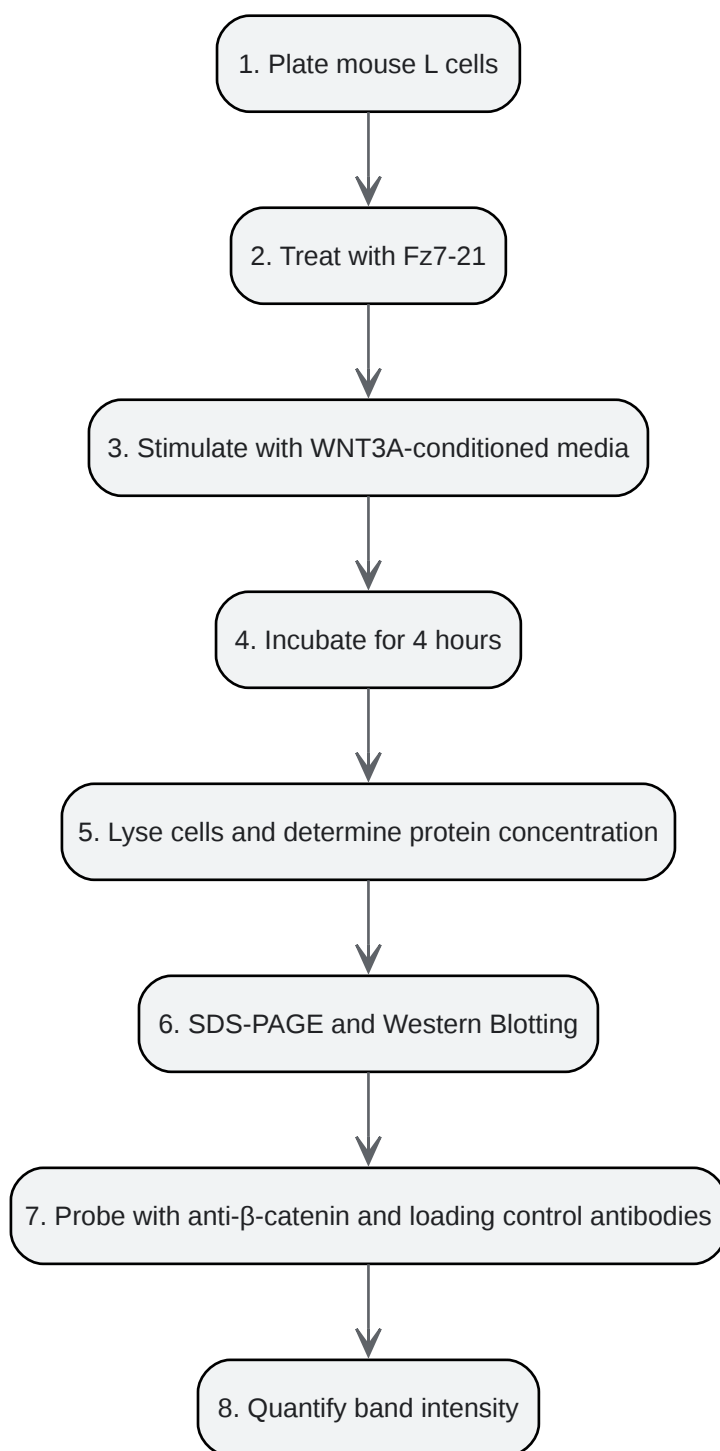 1. Plate mouse L cells
2. Treat with Fz7-21
3. Stimulate with WNT3A-conditioned media
4. Incubate for 4 hours
5. Lyse cells and determine protein concentration
6. SDS-PAGE and Western Blotting
7. Probe with anti-β-catenin and loading control antibodies
8. Quantify band intensity